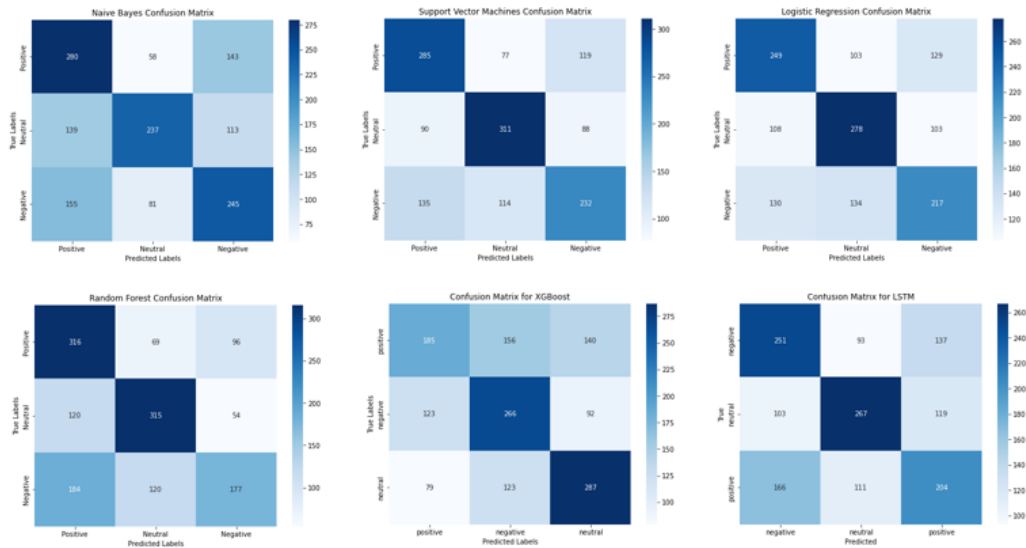 Naive Bayes Confusion Matrix
Positive 280 58 143
Neutral 139 237 113
Negative 155 81 245
True Labels
Positive Neutral Negative
Predicted Labels
275
250
225
200
175
150
125
100
75
Support Vector Machines Confusion Matrix
Positive 285 77 119
Neutral 90 311 88
Negative 135 114 232
True Labels
Positive Neutral Negative
Predicted Labels
300
250
200
150
100
Logistic Regression Confusion Matrix
Positive 249 103 129
Neutral 108 278 103
Negative 130 134 217
True Labels
Positive Neutral Negative
Predicted Labels
260
240
220
200
180
160
140
120
Random Forest Confusion Matrix
Positive 316 69 96
Neutral 120 315 54
Negative 184 120 177
True Labels
Positive Neutral Negative
Predicted Labels
300
250
200
150
100
Confusion Matrix for XGBoost
positive 185 156 140
negative 123 266 92
neutral 79 123 287
True Labels
positive negative neutral
Predicted Labels
275
250
225
200
175
150
125
100
Confusion Matrix for LSTM
negative 251 93 137
neutral 103 267 119
positive 166 111 204
True
negative neutral positive
Predicted
260
240
220
200
180
160
140
120
100